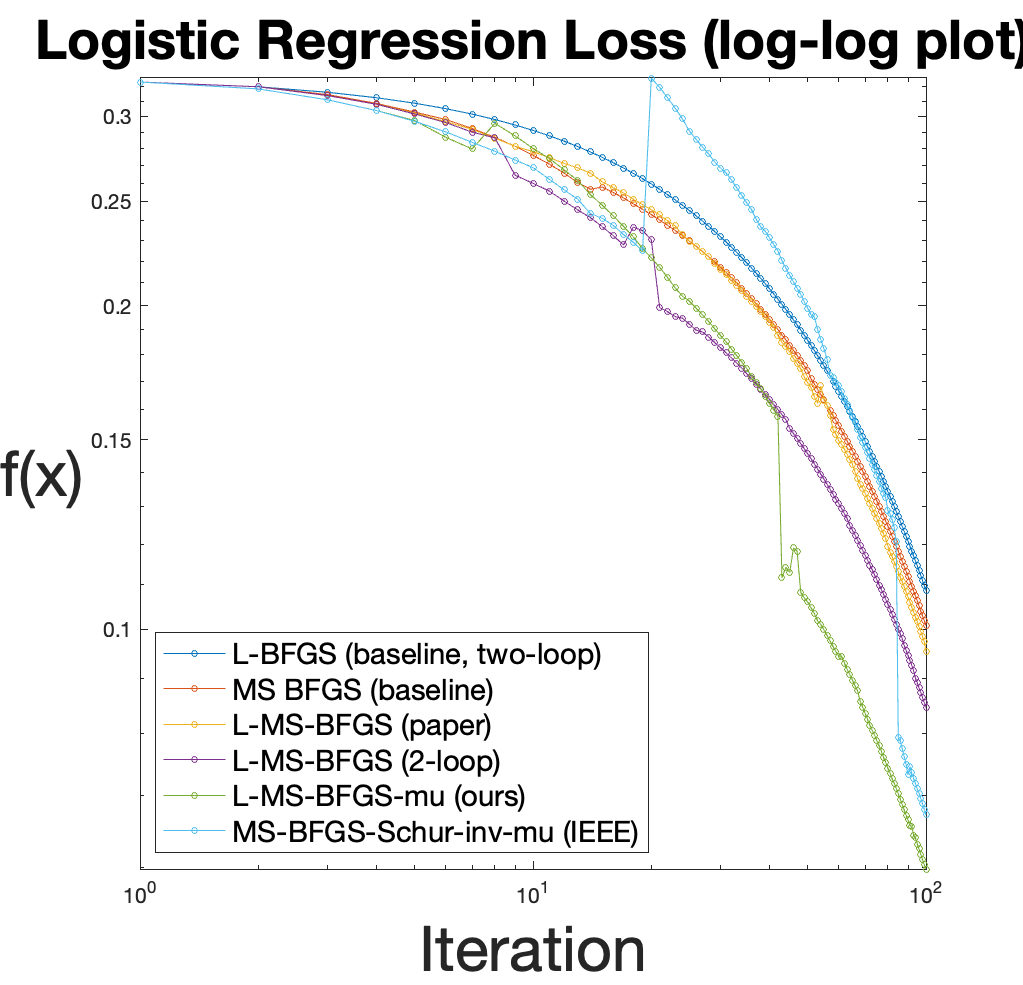 Logistic Regression Loss (log-log plot)
0.3
0.25
0.2
0.15
0.1
f(x)
L-BFGS (baseline, two-loop)
MS BFGS (baseline)
L-MS-BFGS (paper)
L-MS-BFGS (2-loop)
L-MS-BFGS-mu (ours)
MS-BFGS-Schur-inv-mu (IEEE)
10⁰ 10¹ 10²
Iteration